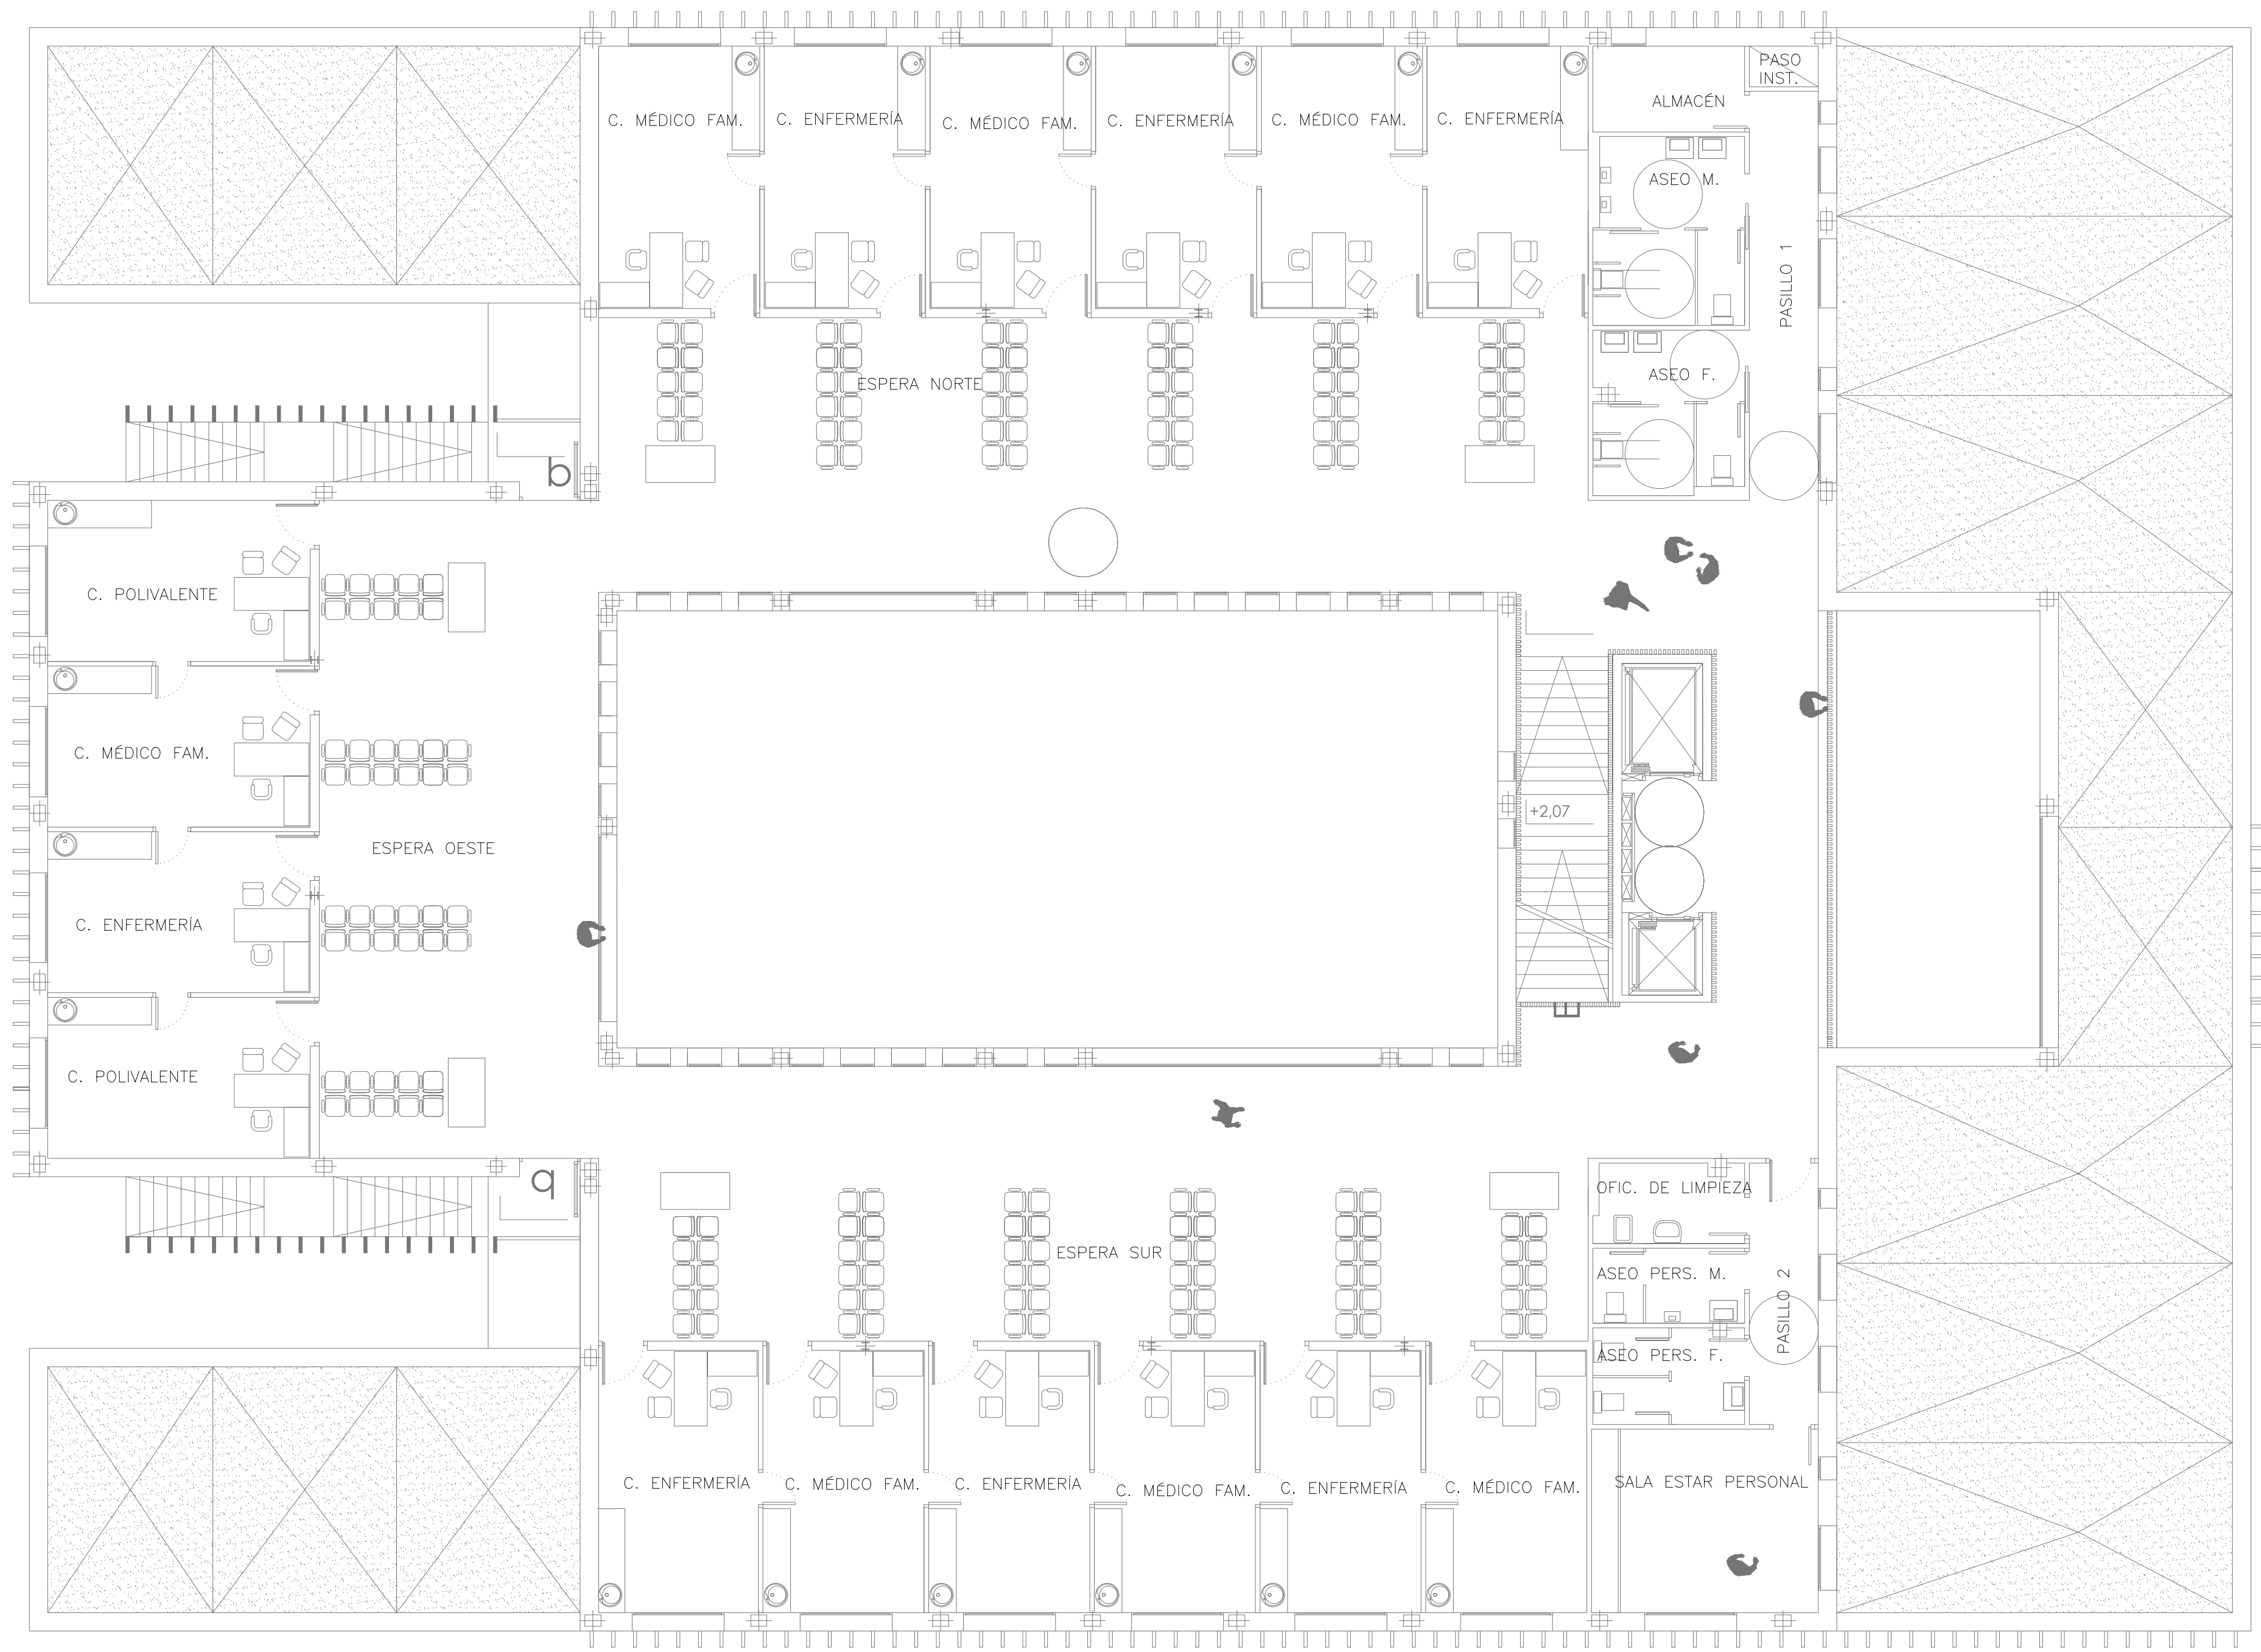 PASO
INST.
ALMACÉN
C. MÉDICO FAM.
C. ENFERMERÍA
C. MÉDICO FAM.
C. ENFERMERÍA
C. MÉDICO FAM.
C. ENFERMERÍA
ASEO M.
PASILLO 1
ASEO F.
ESPERA NORTE
b
C. POLIVALENTE
C. MÉDICO FAM.
+2,07
ESPERA OESTE
C. ENFERMERÍA
C. POLIVALENTE
b
OFIC. DE LIMPIEZA
ESPERA SUR
ASEO PERS. M.
PASILLO 2
ASEO PERS. F.
C. ENFERMERÍA
C. MÉDICO FAM.
C. ENFERMERÍA
C. MÉDICO FAM.
C. ENFERMERÍA
C. MÉDICO FAM.
SALA ESTAR PERSONAL